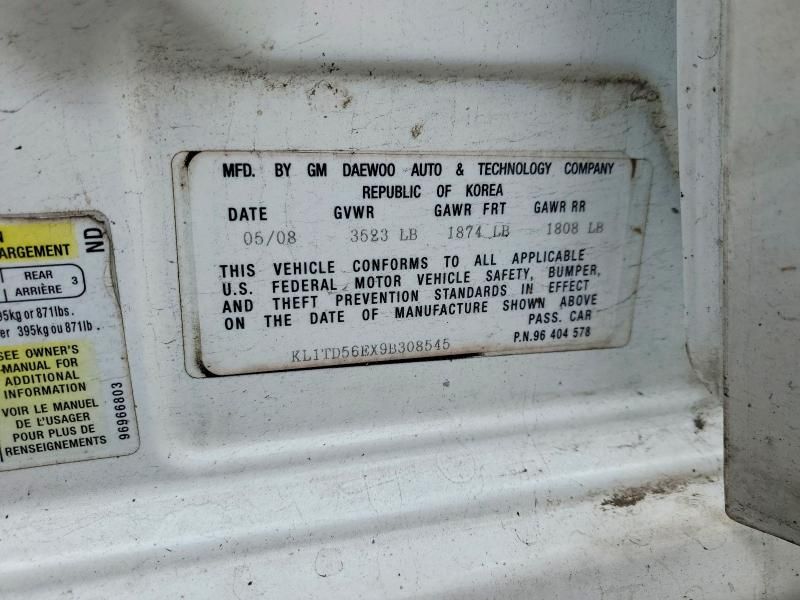 MFD. BY GM DAEWOO AUTO & TECHNOLOGY COMPANY
REPUBLIC OF KOREA
DATE GVWR GAWR FRT GAWR RR
05/08 3523 LB 1874 LB 1808 LB
THIS VEHICLE CONFORMS TO ALL APPLICABLE
U.S. FEDERAL MOTOR VEHICLE SAFETY, BUMPER,
AND THEFT PREVENTION STANDARDS IN EFFECT
ON THE DATE OF MANUFACTURE SHOWN ABOVE
PASS. CAR
KL1TD56EX9B308545
P.N.96 404 578
ND
REAR
ARRIÈRE 3
or 871lbs.
395kg ou 871lb.
SEE OWNER'S
MANUAL FOR
ADDITIONAL
INFORMATION
VOIR LE MANUEL
DE L'USAGER
POUR PLUS DE
RENSEIGNEMENTS
96966803